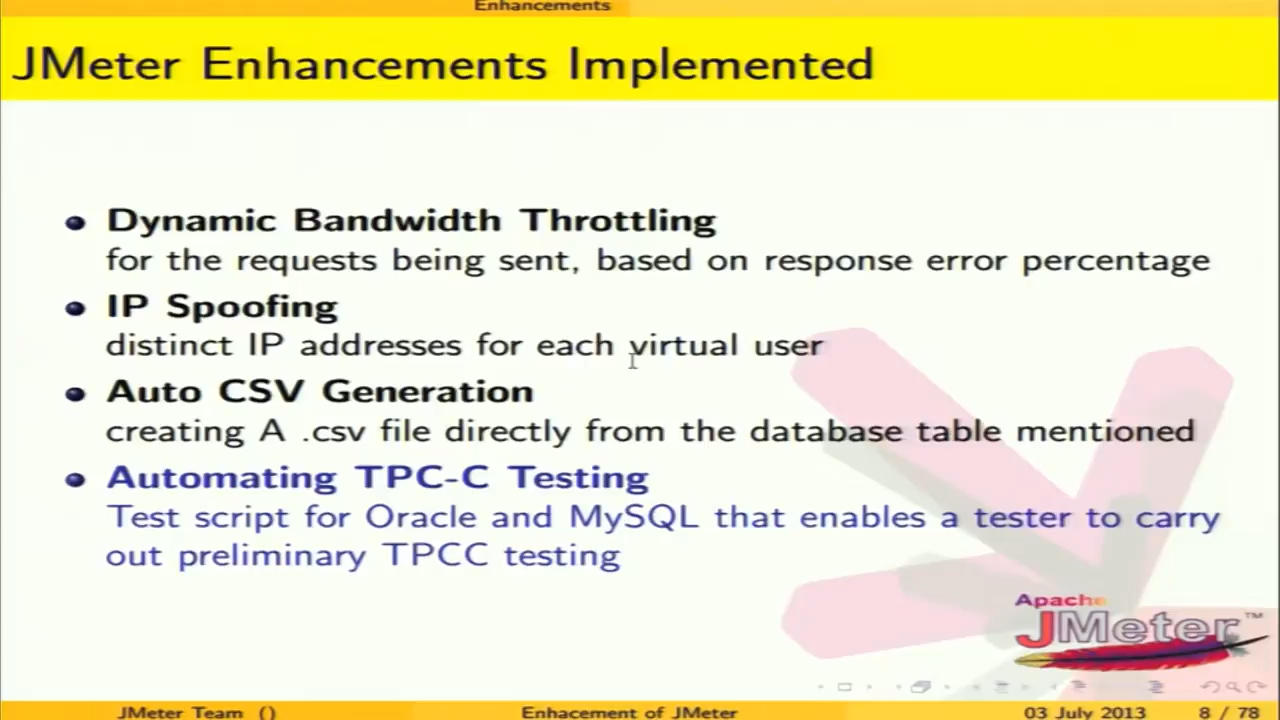 Enhancements
JMeter Enhancements Implemented
Dynamic Bandwidth Throttling
for the requests being sent, based on response error percentage
IP Spoofing
distinct IP addresses for each virtual user
Auto CSV Generation
creating A .csv file directly from the database table mentioned
Automating TPC-C Testing
Test script for Oracle and MySQL that enables a tester to carry
out preliminary TPCC testing
Apache
JMeter™
JMeter Team () Enhacement of JMeter 03 July 2013 8 / 78